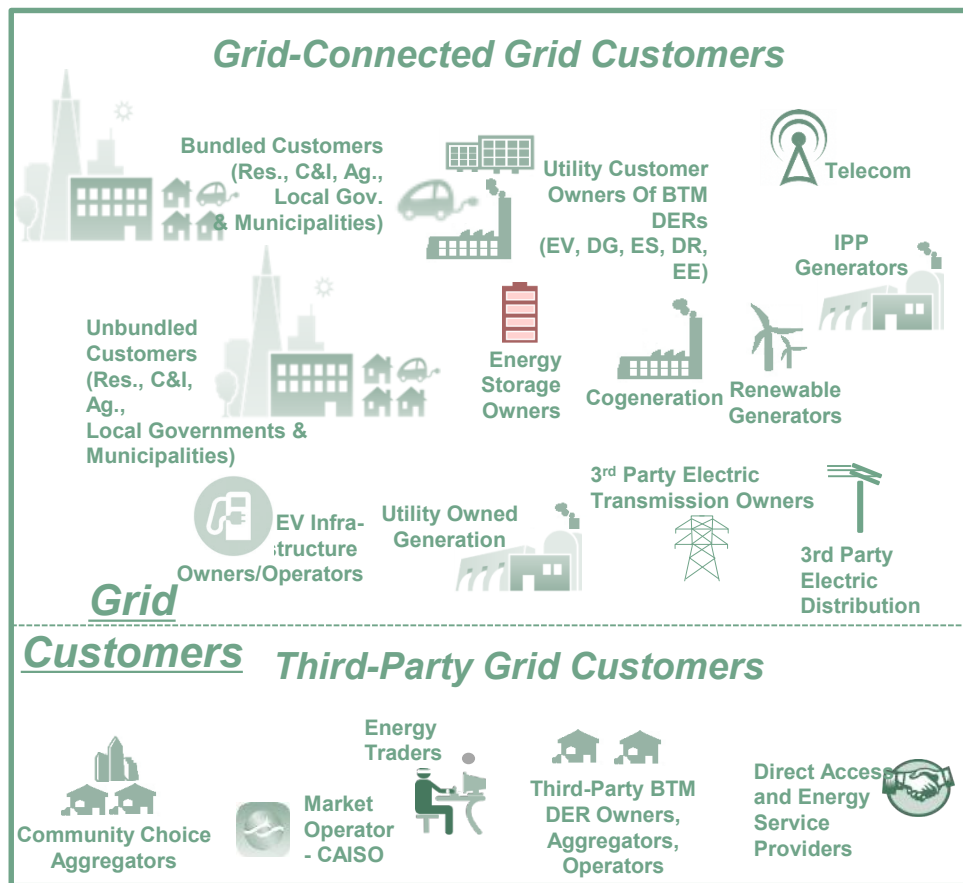 Grid-Connected Grid Customers
Bundled Customers
(Res., C&I, Ag.,
Local Gov.
& Municipalities)
Utility Customer
Owners Of BTM
DERs
(EV, DG, ES, DR,
EE)
Telecom
IPP
Generators
Unbundled
Customers
(Res., C&I,
Ag.,
Local Governments &
Municipalities)
Energy
Storage
Owners
Cogeneration
Renewable
Generators
EV Infra-
structure
Owners/Operators
Utility Owned
Generation
3rd Party Electric
Transmission Owners
3rd Party
Electric
Distribution
Grid
Customers
Third-Party Grid Customers
Community Choice
Aggregators
Market
Operator
- CAISO
Energy
Traders
Third-Party BTM
DER Owners,
Aggregators,
Operators
Direct Access
and Energy
Service
Providers